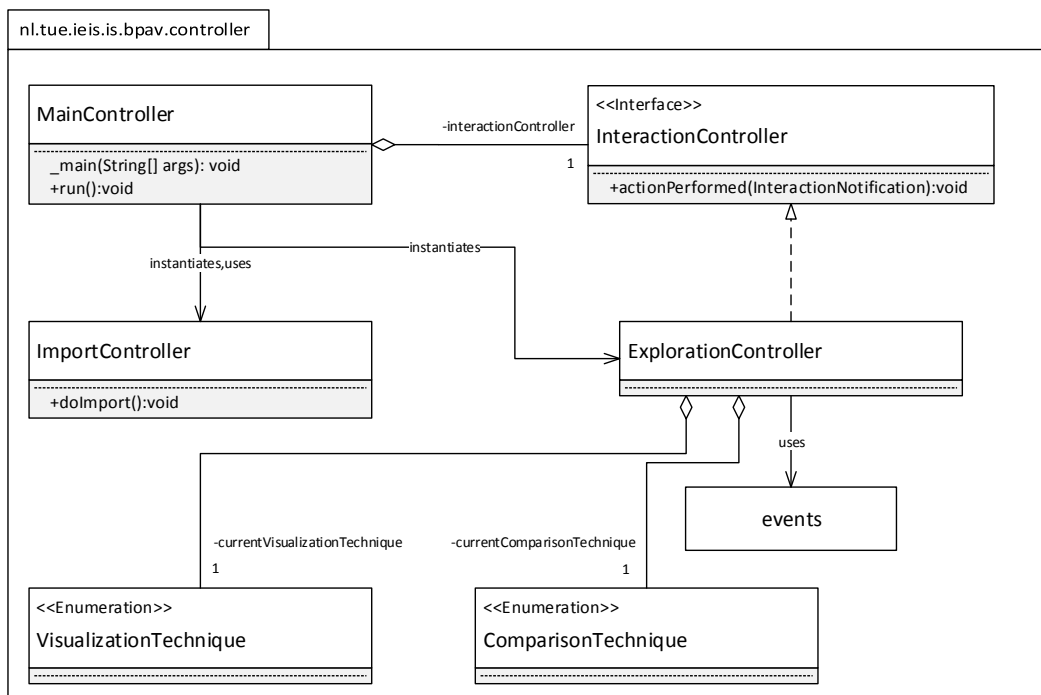 nl.tue.ieis.is.bpav.controller
MainController
_main(String[] args): void
+run():void
-interactionController
1
<<Interface>>
InteractionController
+actionPerformed(InteractionNotification):void
instantiates
instantiates,uses
ImportController
+doImport():void
ExplorationController
uses
events
-currentVisualizationTechnique
1
-currentComparisonTechnique
1
<<Enumeration>>
VisualizationTechnique
<<Enumeration>>
ComparisonTechnique